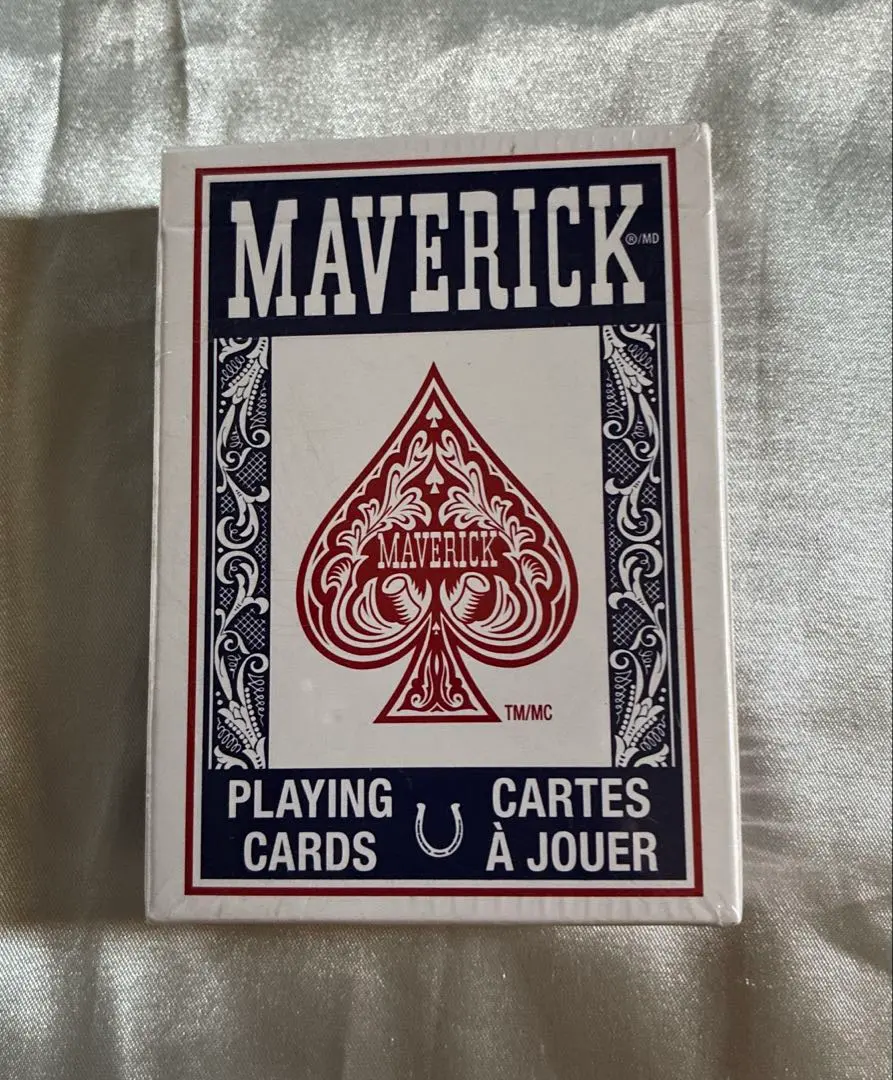 MAVERICK
®/MD
MAVERICK
TM/MC
PLAYING CARTES
CARDS À JOUER